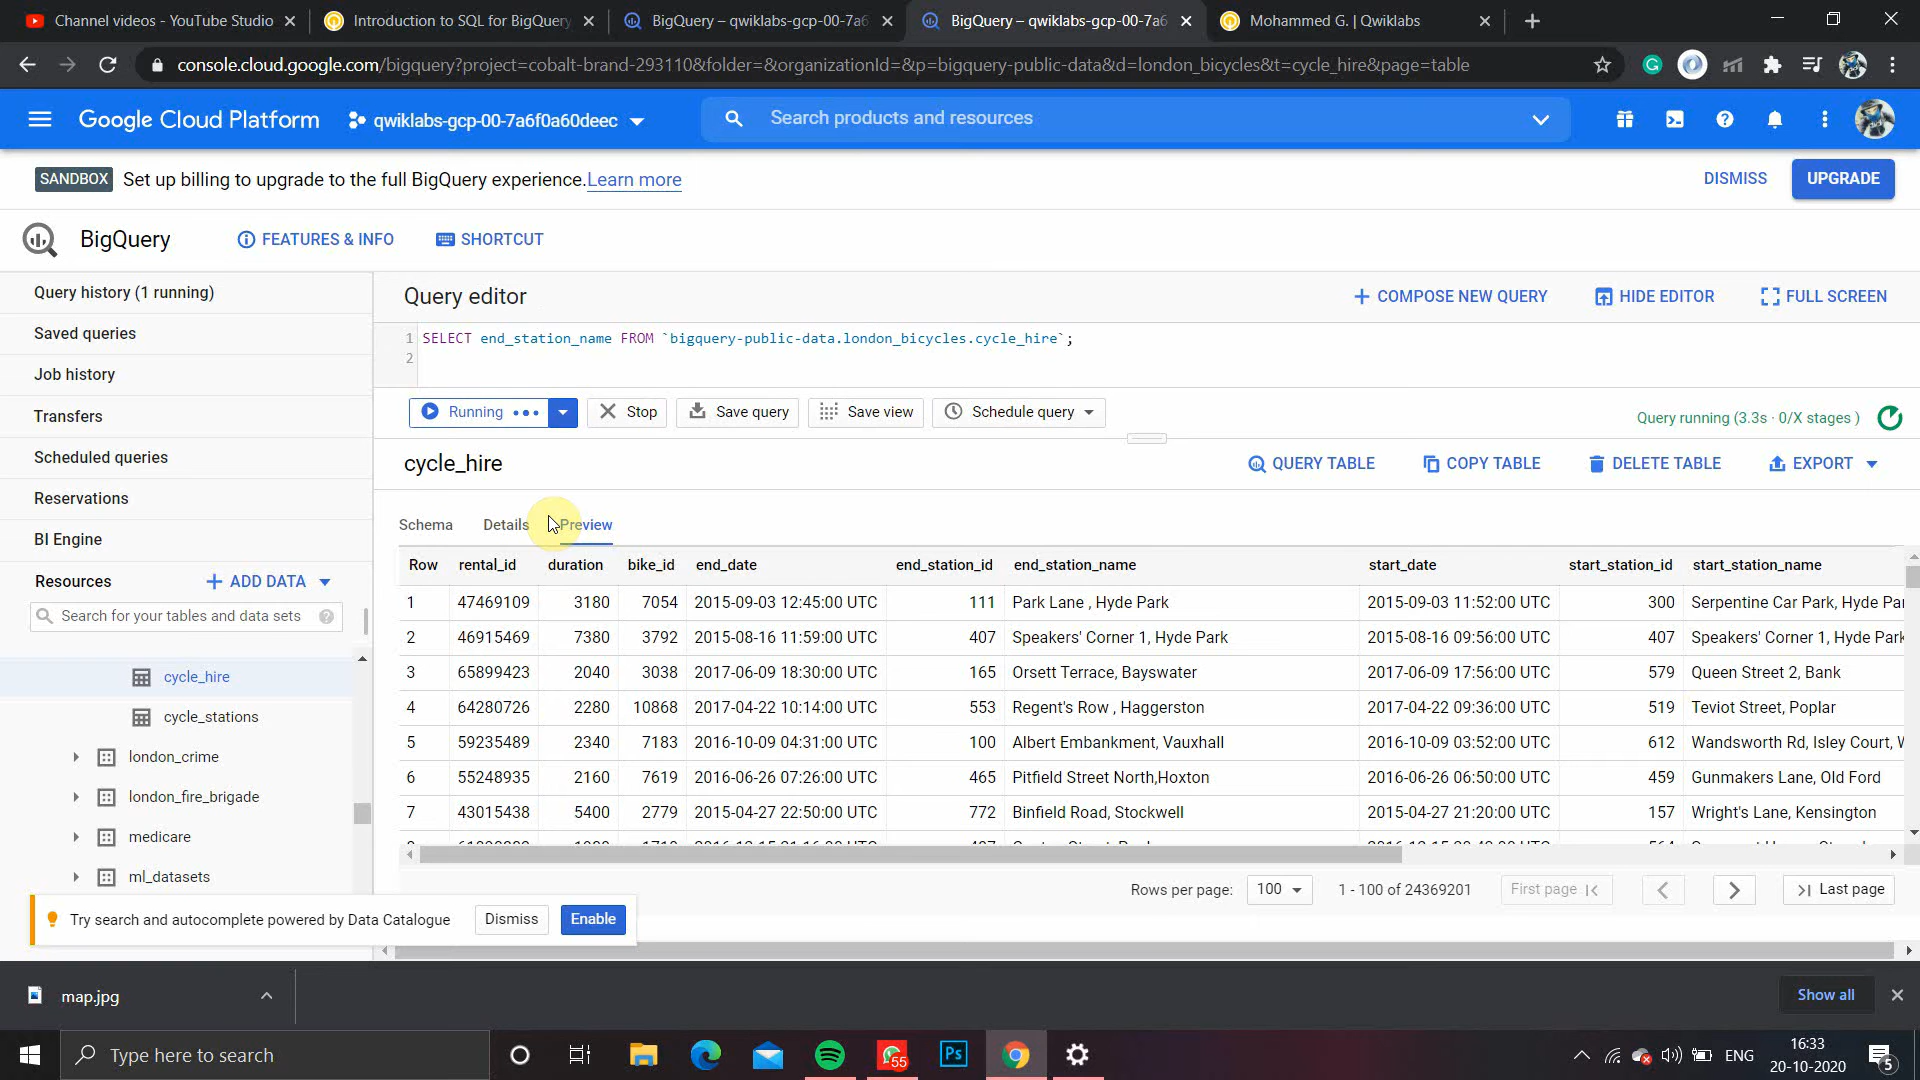 Channel videos - YouTube Studio
Introduction to SQL for BigQuery
BigQuery – qwiklabs-gcp-00-7a6
BigQuery – qwiklabs-gcp-00-7a6
Mohammed G. | Qwiklabs
console.cloud.google.com/bigquery?project=cobalt-brand-293110&folder=&organizationId=&p=bigquery-public-data&d=london_bicycles&t=cycle_hire&page=table
Google Cloud Platform
qwiklabs-gcp-00-7a6f0a60deec
Search products and resources
SANDBOX Set up billing to upgrade to the full BigQuery experience. Learn more
DISMISS
UPGRADE
BigQuery
FEATURES & INFO
SHORTCUT
Query history (1 running)
Saved queries
Job history
Transfers
Scheduled queries
Reservations
BI Engine
Resources
ADD DATA
Search for your tables and data sets
cycle_hire
cycle_stations
london_crime
london_fire_brigade
medicare
ml_datasets
Query editor
COMPOSE NEW QUERY
HIDE EDITOR
FULL SCREEN
1 SELECT end_station_name FROM `bigquery-public-data.london_bicycles.cycle_hire`;
2
Running
Stop
Save query
Save view
Schedule query
Query running (3.3s · 0/X stages )
cycle_hire
QUERY TABLE
COPY TABLE
DELETE TABLE
EXPORT
Schema
Details
Preview
Row rental_id duration bike_id end_date end_station_id end_station_name start_date start_station_id start_station_name
1 47469109 3180 7054 2015-09-03 12:45:00 UTC 111 Park Lane , Hyde Park 2015-09-03 11:52:00 UTC 300 Serpentine Car Park, Hyde Par
2 46915469 7380 3792 2015-08-16 11:59:00 UTC 407 Speakers' Corner 1, Hyde Park 2015-08-16 09:56:00 UTC 407 Speakers' Corner 1, Hyde Park
3 65899423 2040 3038 2017-06-09 18:30:00 UTC 165 Orsett Terrace, Bayswater 2017-06-09 17:56:00 UTC 579 Queen Street 2, Bank
4 64280726 2280 10868 2017-04-22 10:14:00 UTC 553 Regent's Row , Haggerston 2017-04-22 09:36:00 UTC 519 Teviot Street, Poplar
5 59235489 2340 7183 2016-10-09 04:31:00 UTC 100 Albert Embankment, Vauxhall 2016-10-09 03:52:00 UTC 612 Wandsworth Rd, Isley Court, W
6 55248935 2160 7619 2016-06-26 07:26:00 UTC 465 Pitfield Street North,Hoxton 2016-06-26 06:50:00 UTC 459 Gunmakers Lane, Old Ford
7 43015438 5400 2779 2015-04-27 22:50:00 UTC 772 Binfield Road, Stockwell 2015-04-27 21:20:00 UTC 157 Wright's Lane, Kensington
Rows per page: 100 1 - 100 of 24369201 First page Last page
Try search and autocomplete powered by Data Catalogue
Dismiss
Enable
map.jpg
Show all
Type here to search
55
Ps
ENG
16:33
20-10-2020
5